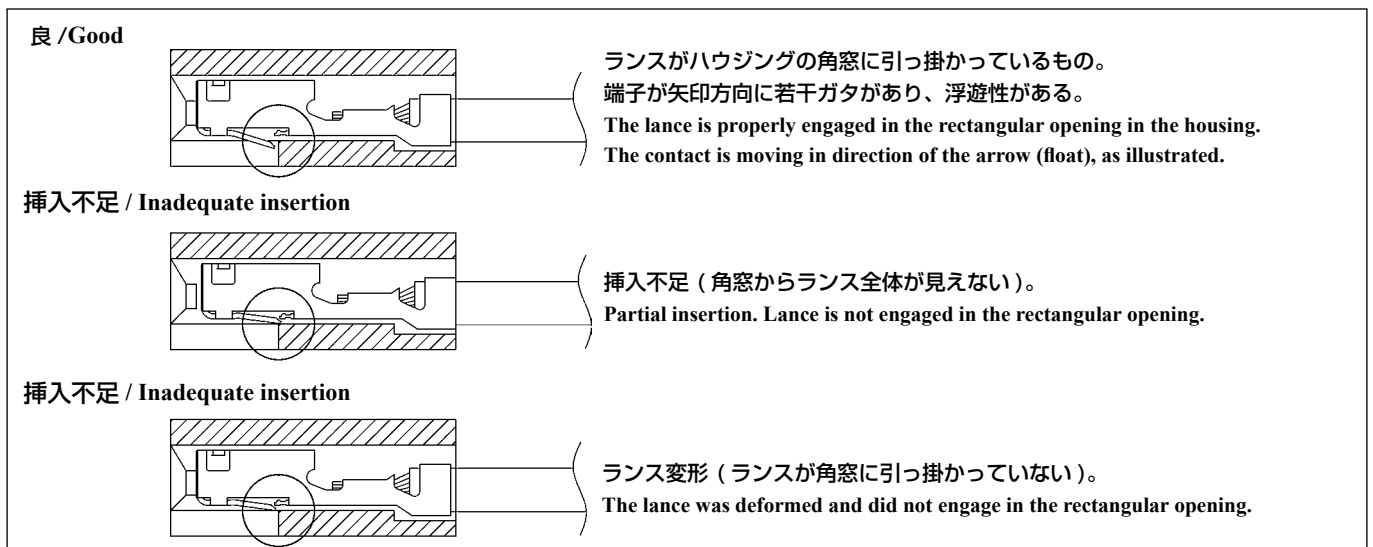 良 /Good
ランスがハウジングの角窓に引っ掛かっているもの。
端子が矢印方向に若干ガタがあり、浮遊性がある。
The lance is properly engaged in the rectangular opening in the housing.
The contact is moving in direction of the arrow (float), as illustrated.
挿入不足 / Inadequate insertion
挿入不足 ( 角窓からランス全体が見えない )。
Partial insertion. Lance is not engaged in the rectangular opening.
挿入不足 / Inadequate insertion
ランス変形 ( ランスが角窓に引っ掛かっていない )。
The lance was deformed and did not engage in the rectangular opening.